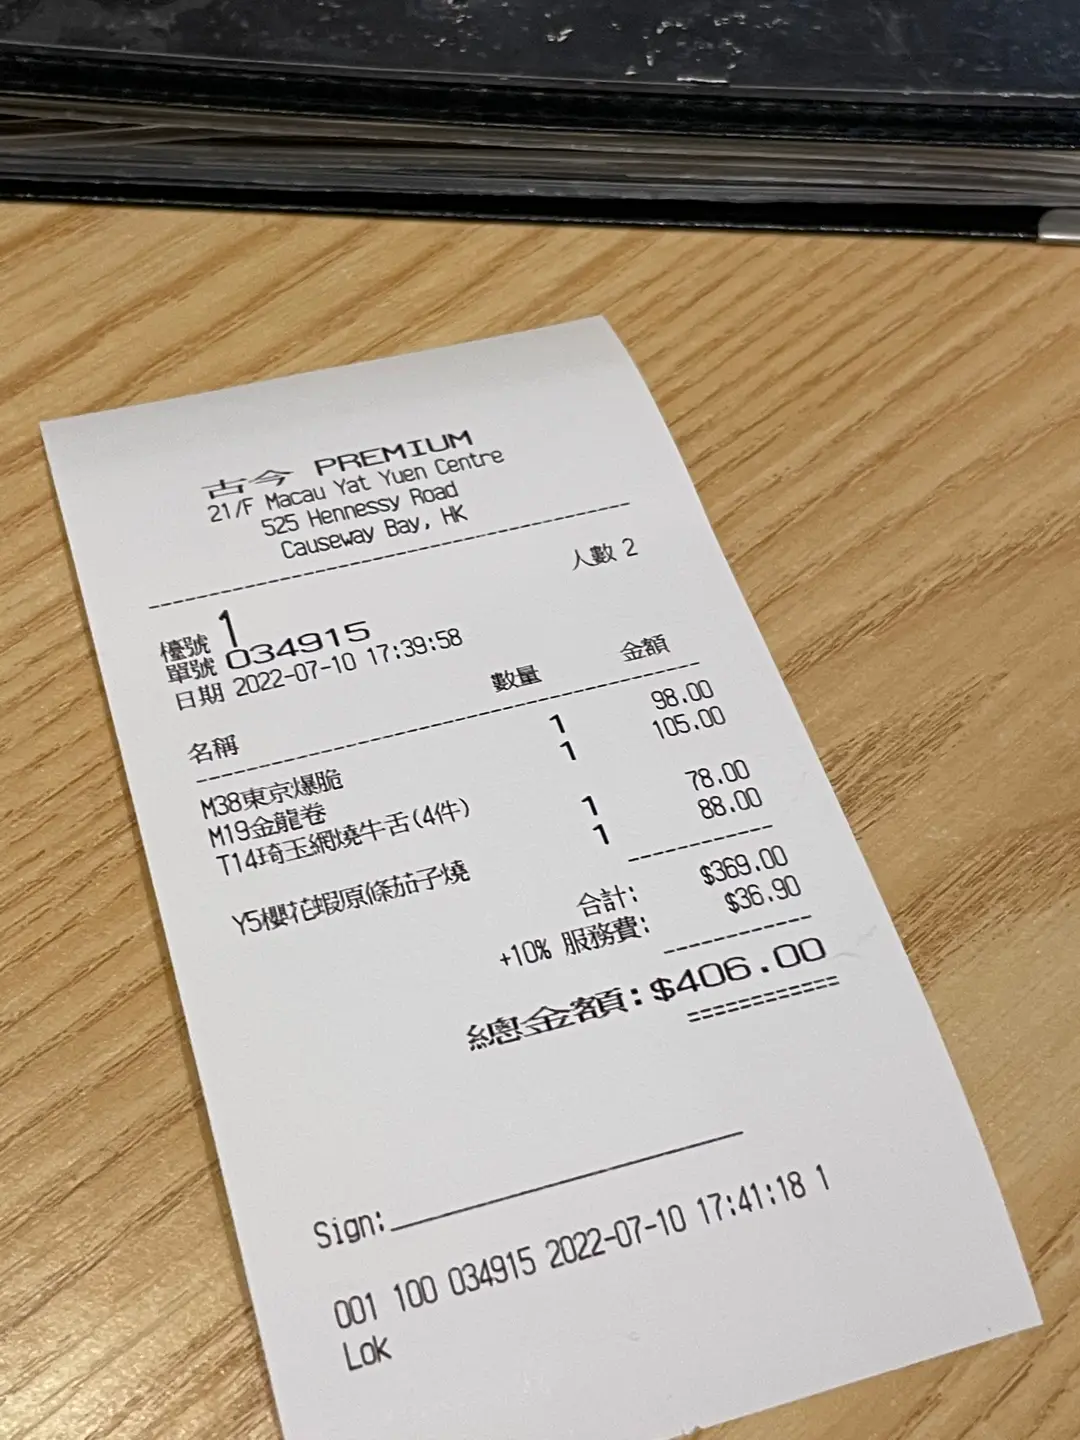 古今 PREMIUM
21/F Macau Yat Yuen Centre
525 Hennessy Road
Causeway Bay, HK
人數 2
檯號 1
單號 034915
日期 2022-07-10 17:39:58
名稱 數量 金額
M38東京爆脆 1 98.00
M19金龍卷 1 105.00
T14琦玉網燒牛舌(4件) 1 78.00
Y5櫻花蝦原條茄子燒 1 88.00
合計: $369.00
+10% 服務費: $36.90
總金額:$406.00
============
Sign:
001 100 034915 2022-07-10 17:41:18 1
Lok